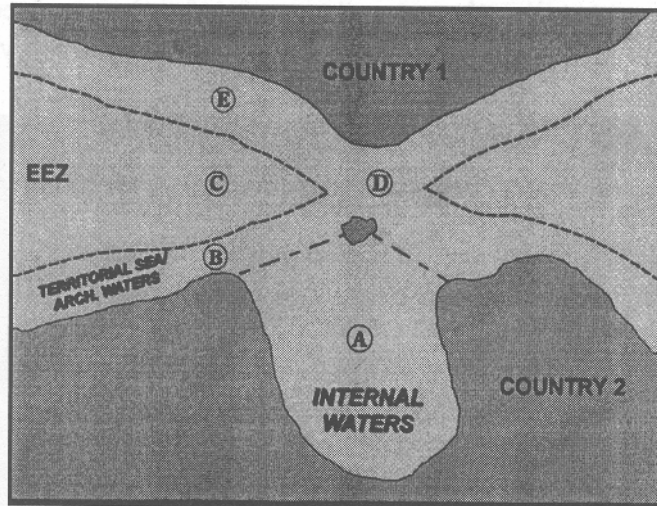 COUNTRY 1
E
EEZ
C
D
B
TERRITORIAL SEA/
ARCH. WATERS
A
INTERNAL
WATERS
COUNTRY 2